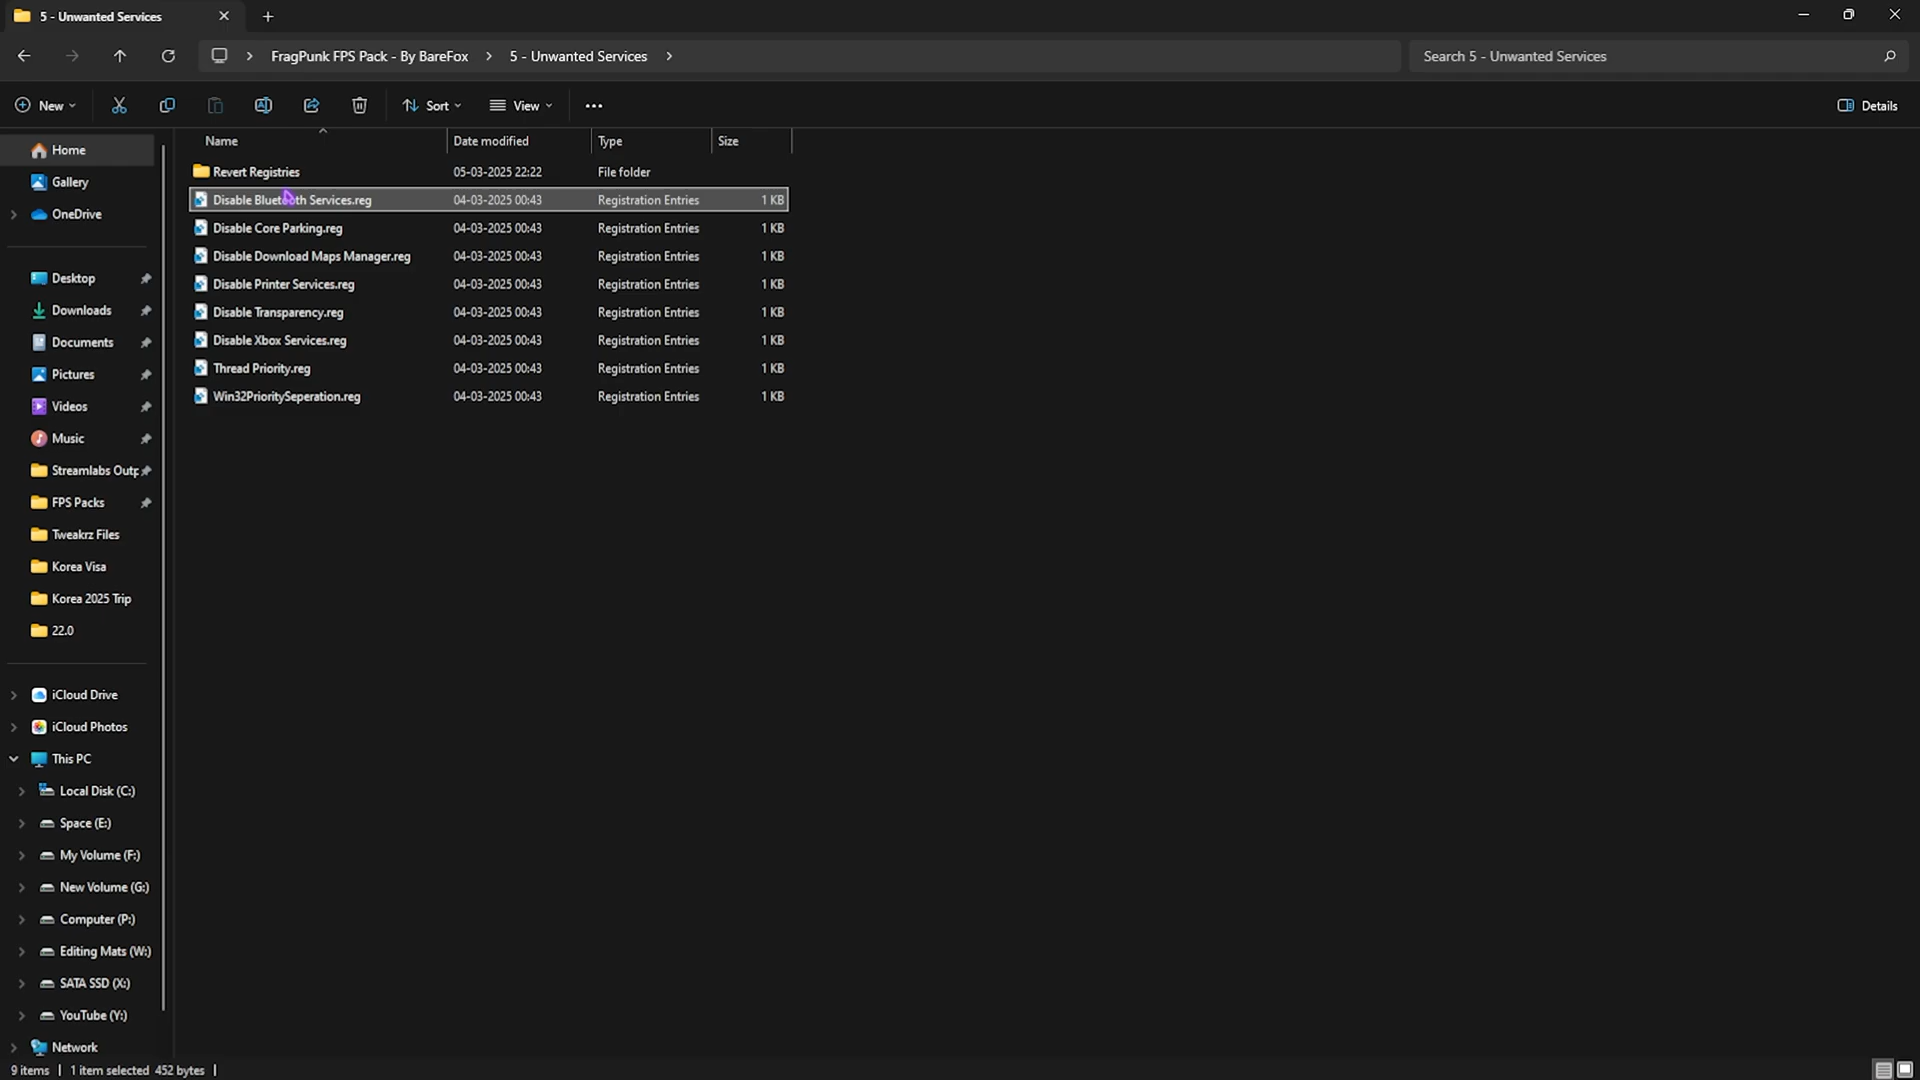 5 - Unwanted Services
FragPunk FPS Pack - By BareFox > 5 - Unwanted Services >
Search 5 - Unwanted Services
New
Sort
View
Details
Name Date modified Type Size
Revert Registries 05-03-2025 22:22 File folder
Disable Bluetooth Services.reg 04-03-2025 00:43 Registration Entries 1 KB
Disable Core Parking.reg 04-03-2025 00:43 Registration Entries 1 KB
Disable Download Maps Manager.reg 04-03-2025 00:43 Registration Entries 1 KB
Disable Printer Services.reg 04-03-2025 00:43 Registration Entries 1 KB
Disable Transparency.reg 04-03-2025 00:43 Registration Entries 1 KB
Disable Xbox Services.reg 04-03-2025 00:43 Registration Entries 1 KB
Thread Priority.reg 04-03-2025 00:43 Registration Entries 1 KB
Win32PrioritySeperation.reg 04-03-2025 00:43 Registration Entries 1 KB
Home
Gallery
OneDrive
Desktop
Downloads
Documents
Pictures
Videos
Music
Streamlabs Outp
FPS Packs
Tweakrz Files
Korea Visa
Korea 2025 Trip
22.0
iCloud Drive
iCloud Photos
This PC
Local Disk (C:)
Space (E:)
My Volume (F:)
New Volume (G:)
Computer (P:)
Editing Mats (W:)
SATA SSD (X:)
YouTube (Y:)
Network
9 items | 1 item selected 452 bytes |